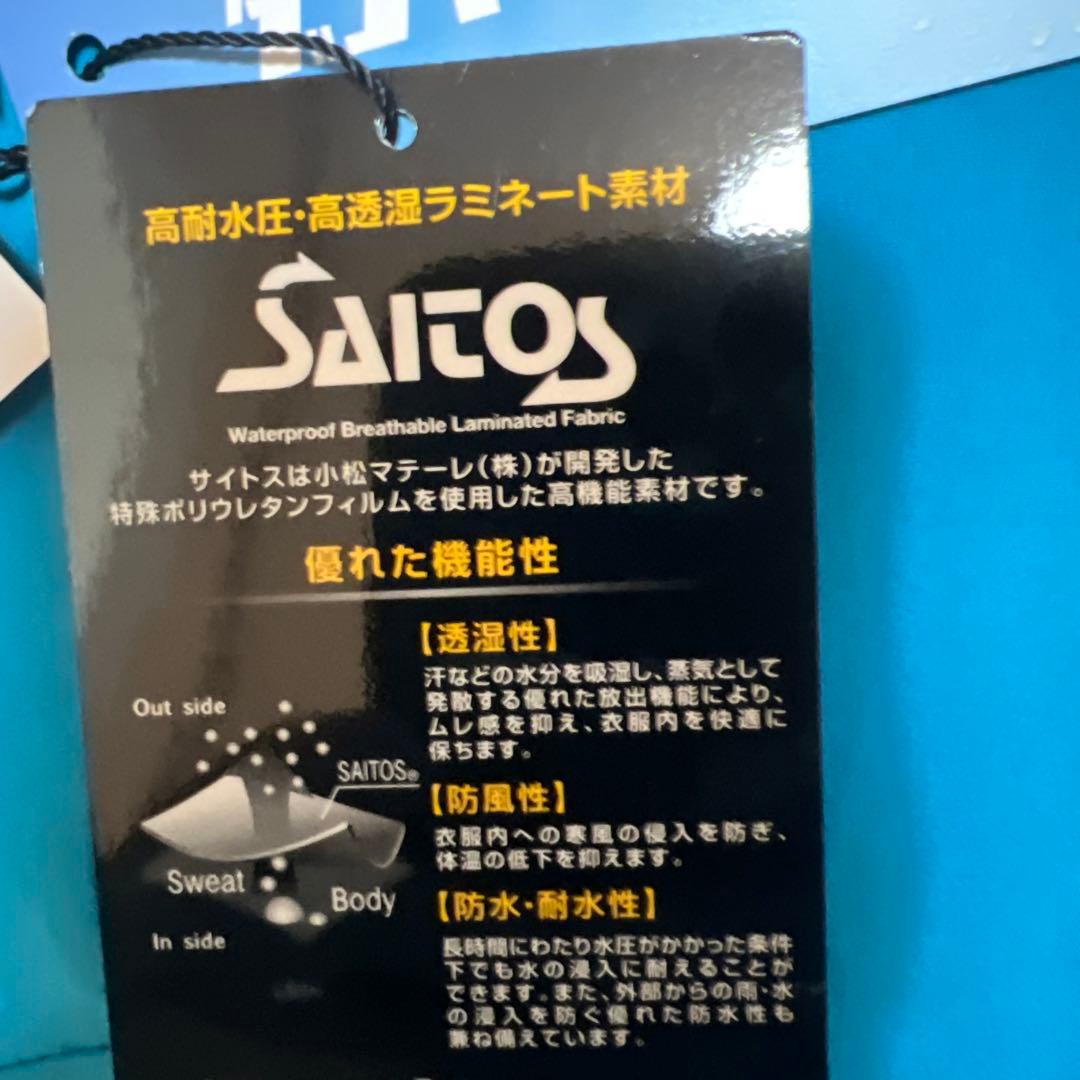 高耐水圧・高透湿ラミネート素材
SAITOS
Waterproof Breathable Laminated Fabric
サイトスは小松マテーレ(株)が開発した
特殊ポリウレタンフィルムを使用した高機能素材です。
優れた機能性
【透湿性】
汗などの水分を吸湿し、蒸気として
発散する優れた放出機能により、
ムレ感を抑え、衣服内を快適に
保ちます。
Out side
SAITOS®
Sweat
Body
In side
【防風性】
衣服内への寒風の侵入を防ぎ、
体温の低下を抑えます。
【防水・耐水性】
長時間にわたり水圧がかかった条件
下でも水の浸入に耐えることが
できます。また、外部からの雨・水
の浸入を防ぐ優れた防水性も
兼ね備えています。